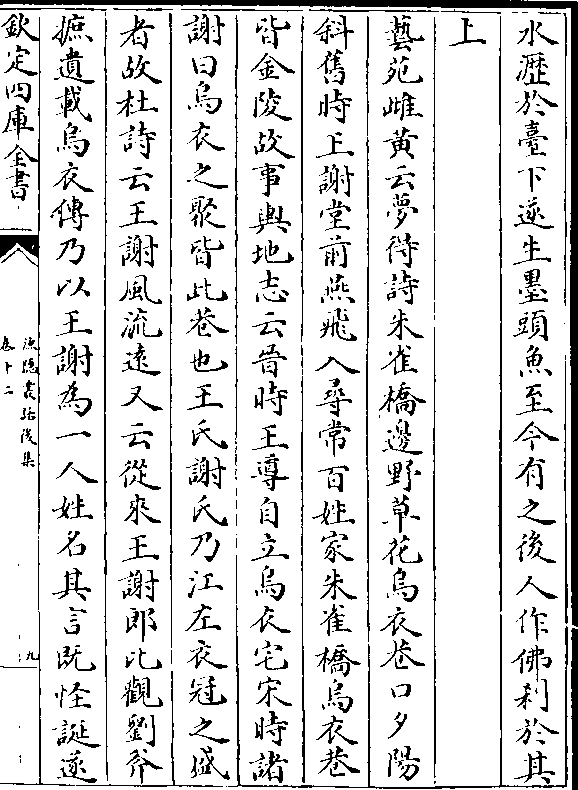 水瀝於臺下遂生墨頭魚至今有之後人作佛刹於其
上
藝苑雌黃云夢得詩朱雀橋邊野草花烏衣巷口夕陽
斜舊時王謝堂前燕飛入尋常百姓家朱雀橋烏衣巷
皆金陵故事輿地志云晉時王導自立烏衣宅宋時諸
謝曰烏衣之聚皆此巷也王氏謝氏乃江左衣冠之盛
者故杜詩云王謝風流遠又云從來王謝郎比觀劉斧
摭遺載烏衣傳乃以王謝為一人姓名其言既怪誕遂
欽定四庫全書
漁隱叢話後集
卷十二
九